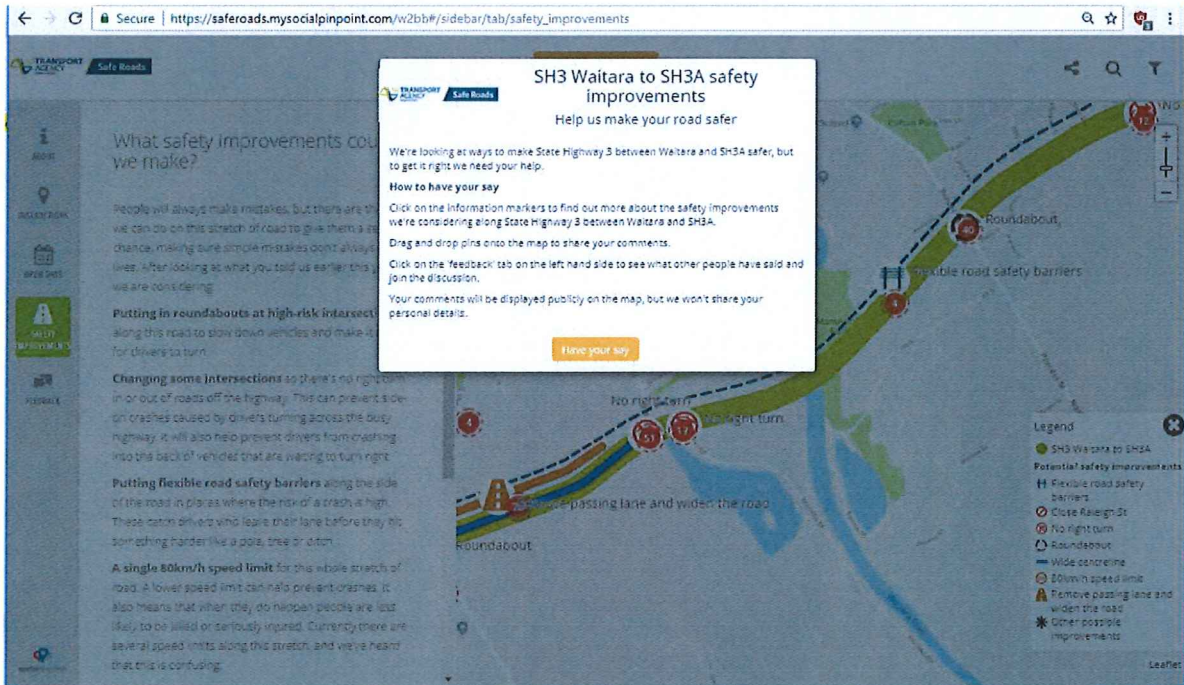 Secure | https://saferoads.mysocialpinpoint.com/w2bb#/sidebar/tab/safety_improvements
TRANSPORT AGENCY
Safe Roads
TRANSPORT AGENCY
Safe Roads
SH3 Waitara to SH3A safety
improvements
Help us make your road safer
We're looking at ways to make State Highway 3 between Waitara and SH3A safer, but
to get it right we need your help.
How to have your say
Click on the information markers to find out more about the safety improvements
we're considering along State Highway 3 between Waitara and SH3A.
Drag and drop pins onto the map to share your comments.
Click on the 'feedback' tab on the left hand side to see what other people have said and
join the discussion.
Your comments will be displayed publicly on the map, but we won't share your
personal details.
Have your say
ABOUT
OPEN DAYS
SAFETY
IMPROVEMENTS
FEEDBACK
What safety improvements cou
we make?
People will always make mistakes, but there are th
we can do on this stretch of road to give them a se
chance, making sure simple mistakes don't always
lives. After looking at what you told us earlier this y
we are considering:
Putting in roundabouts at high-risk intersecti
along this road to slow down vehicles and make it
for drivers to turn.
Changing some intersections so there's no right turn
in or out of roads off the highway. This can prevent side-
on crashes caused by drivers turning across the busy
highway. It will also help prevent drivers from crashing
into the back of vehicles that are waiting to turn right.
Putting flexible road safety barriers along the side
of the road in places where the risk of a crash is high.
These catch drivers who leave their lane before they hit
something harder like a pole, tree or ditch.
A single 80km/h speed limit for this whole stretch of
road. A lower speed limit can help prevent crashes. It
also means that when they do happen people are less
likely to be killed or seriously injured. Currently there are
several speed limits along this stretch, and we've heard
that this is confusing.
12
Roundabout,
40
flexible road safety barriers
4
No right turn
4
51
17
No right turn
passing lane and widen the road
Roundabout
+
−
Legend
SH3 Waitara to SH3A
Potential safety improvements
Flexible road safety
barriers
Close Raleigh St
No right turn
Roundabout
Wide centreline
80km/h speed limit
Remove passing lane and
widen the road
Other possible
improvements
Leaflet